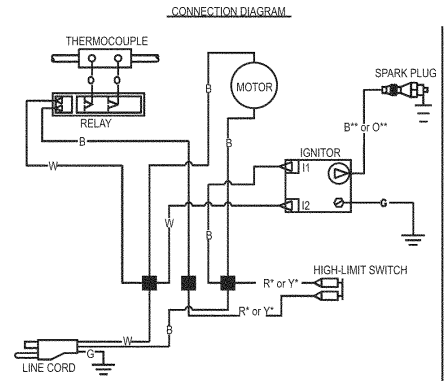 CONNECTION DIAGRAM
THERMOCOUPLE
SPARK PLUG
B
MOTOR
RELAY
B** or O**
B
B
IGNITOR
W
I1
I2
G
W
B
HIGH-LIMIT SWITCH
R* or Y*
R* or Y*
B
W
G
LINE CORD